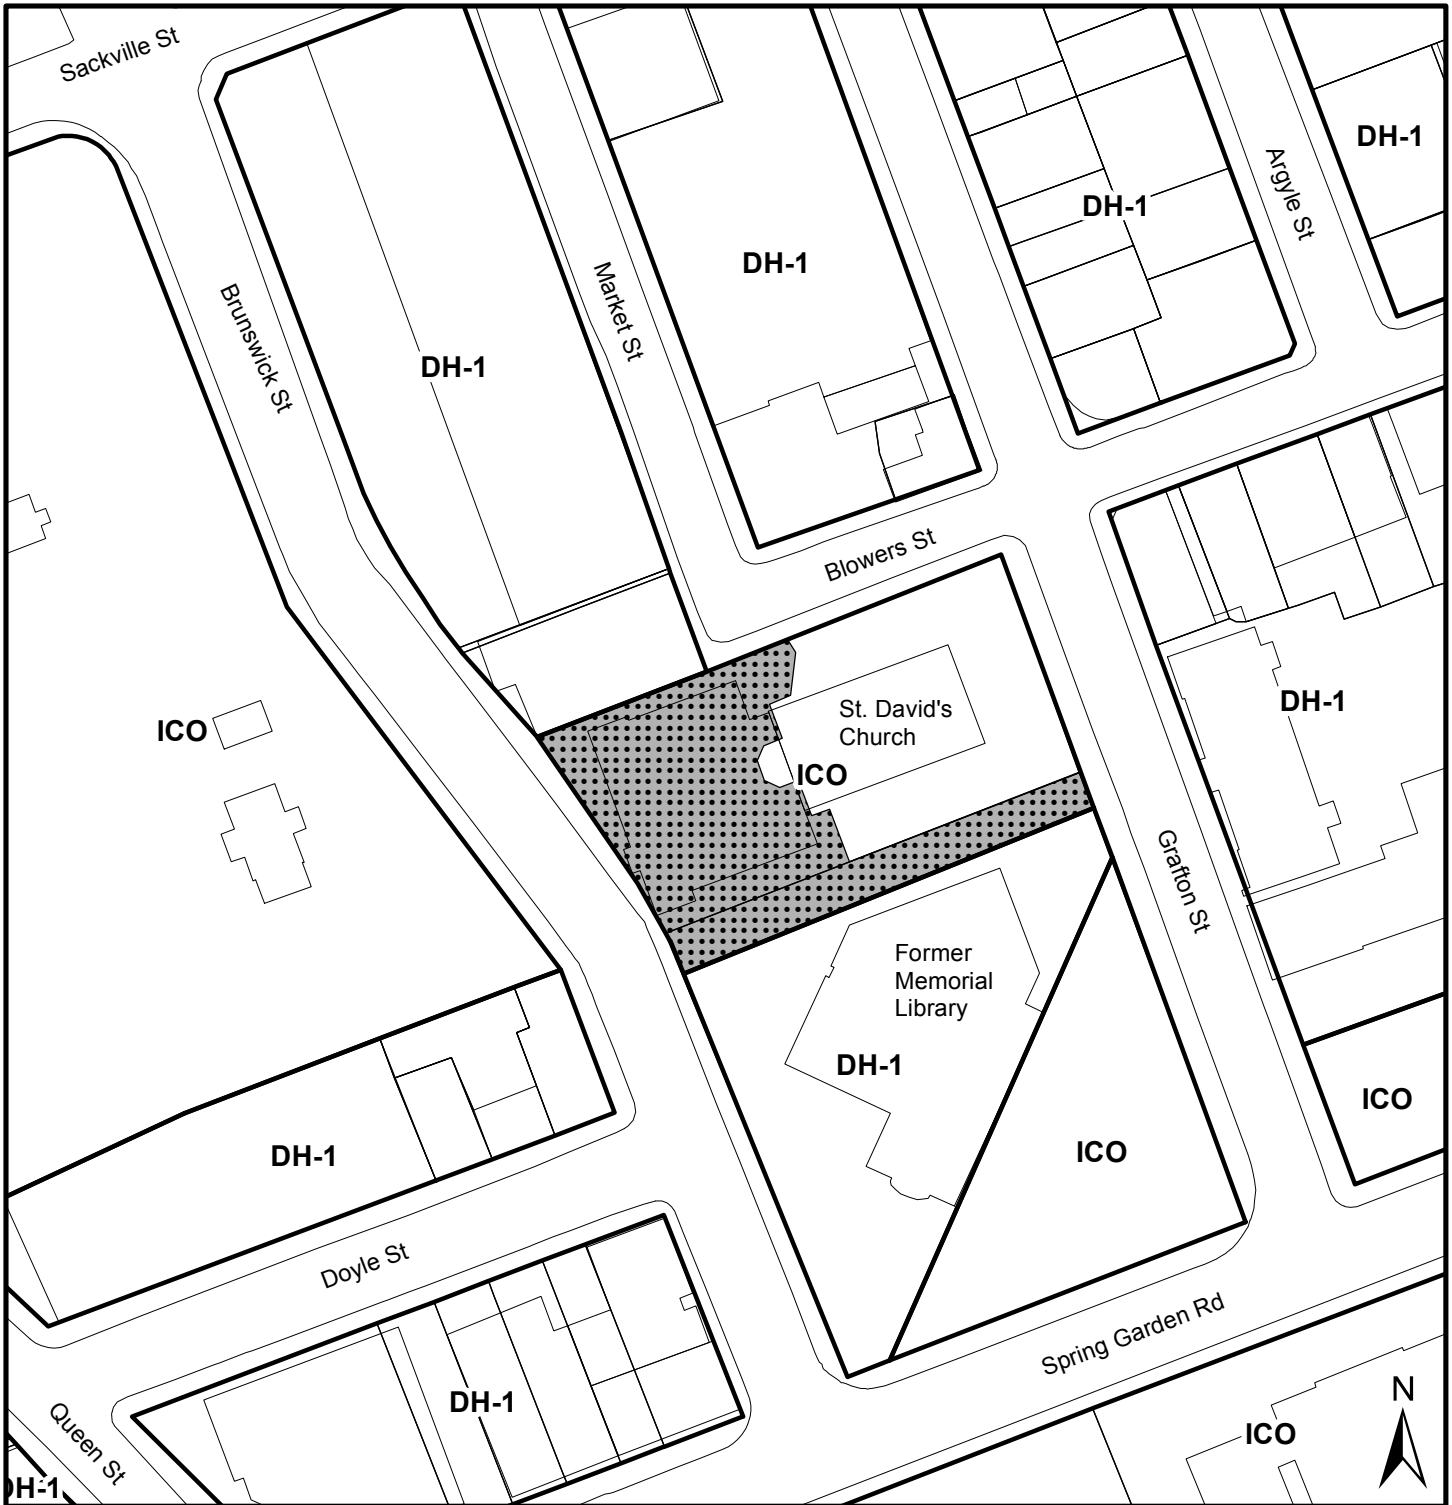 Sackville St
DH-1
Argyle St
DH-1
DH-1
Market St
Brunswick St
DH-1
Blowers St
ICO
St. David's
Church
ICO
DH-1
Grafton St
Former
Memorial
Library
DH-1
ICO
ICO
DH-1
Doyle St
Spring Garden Rd
DH-1
N
Queen St
ICO
DH-1